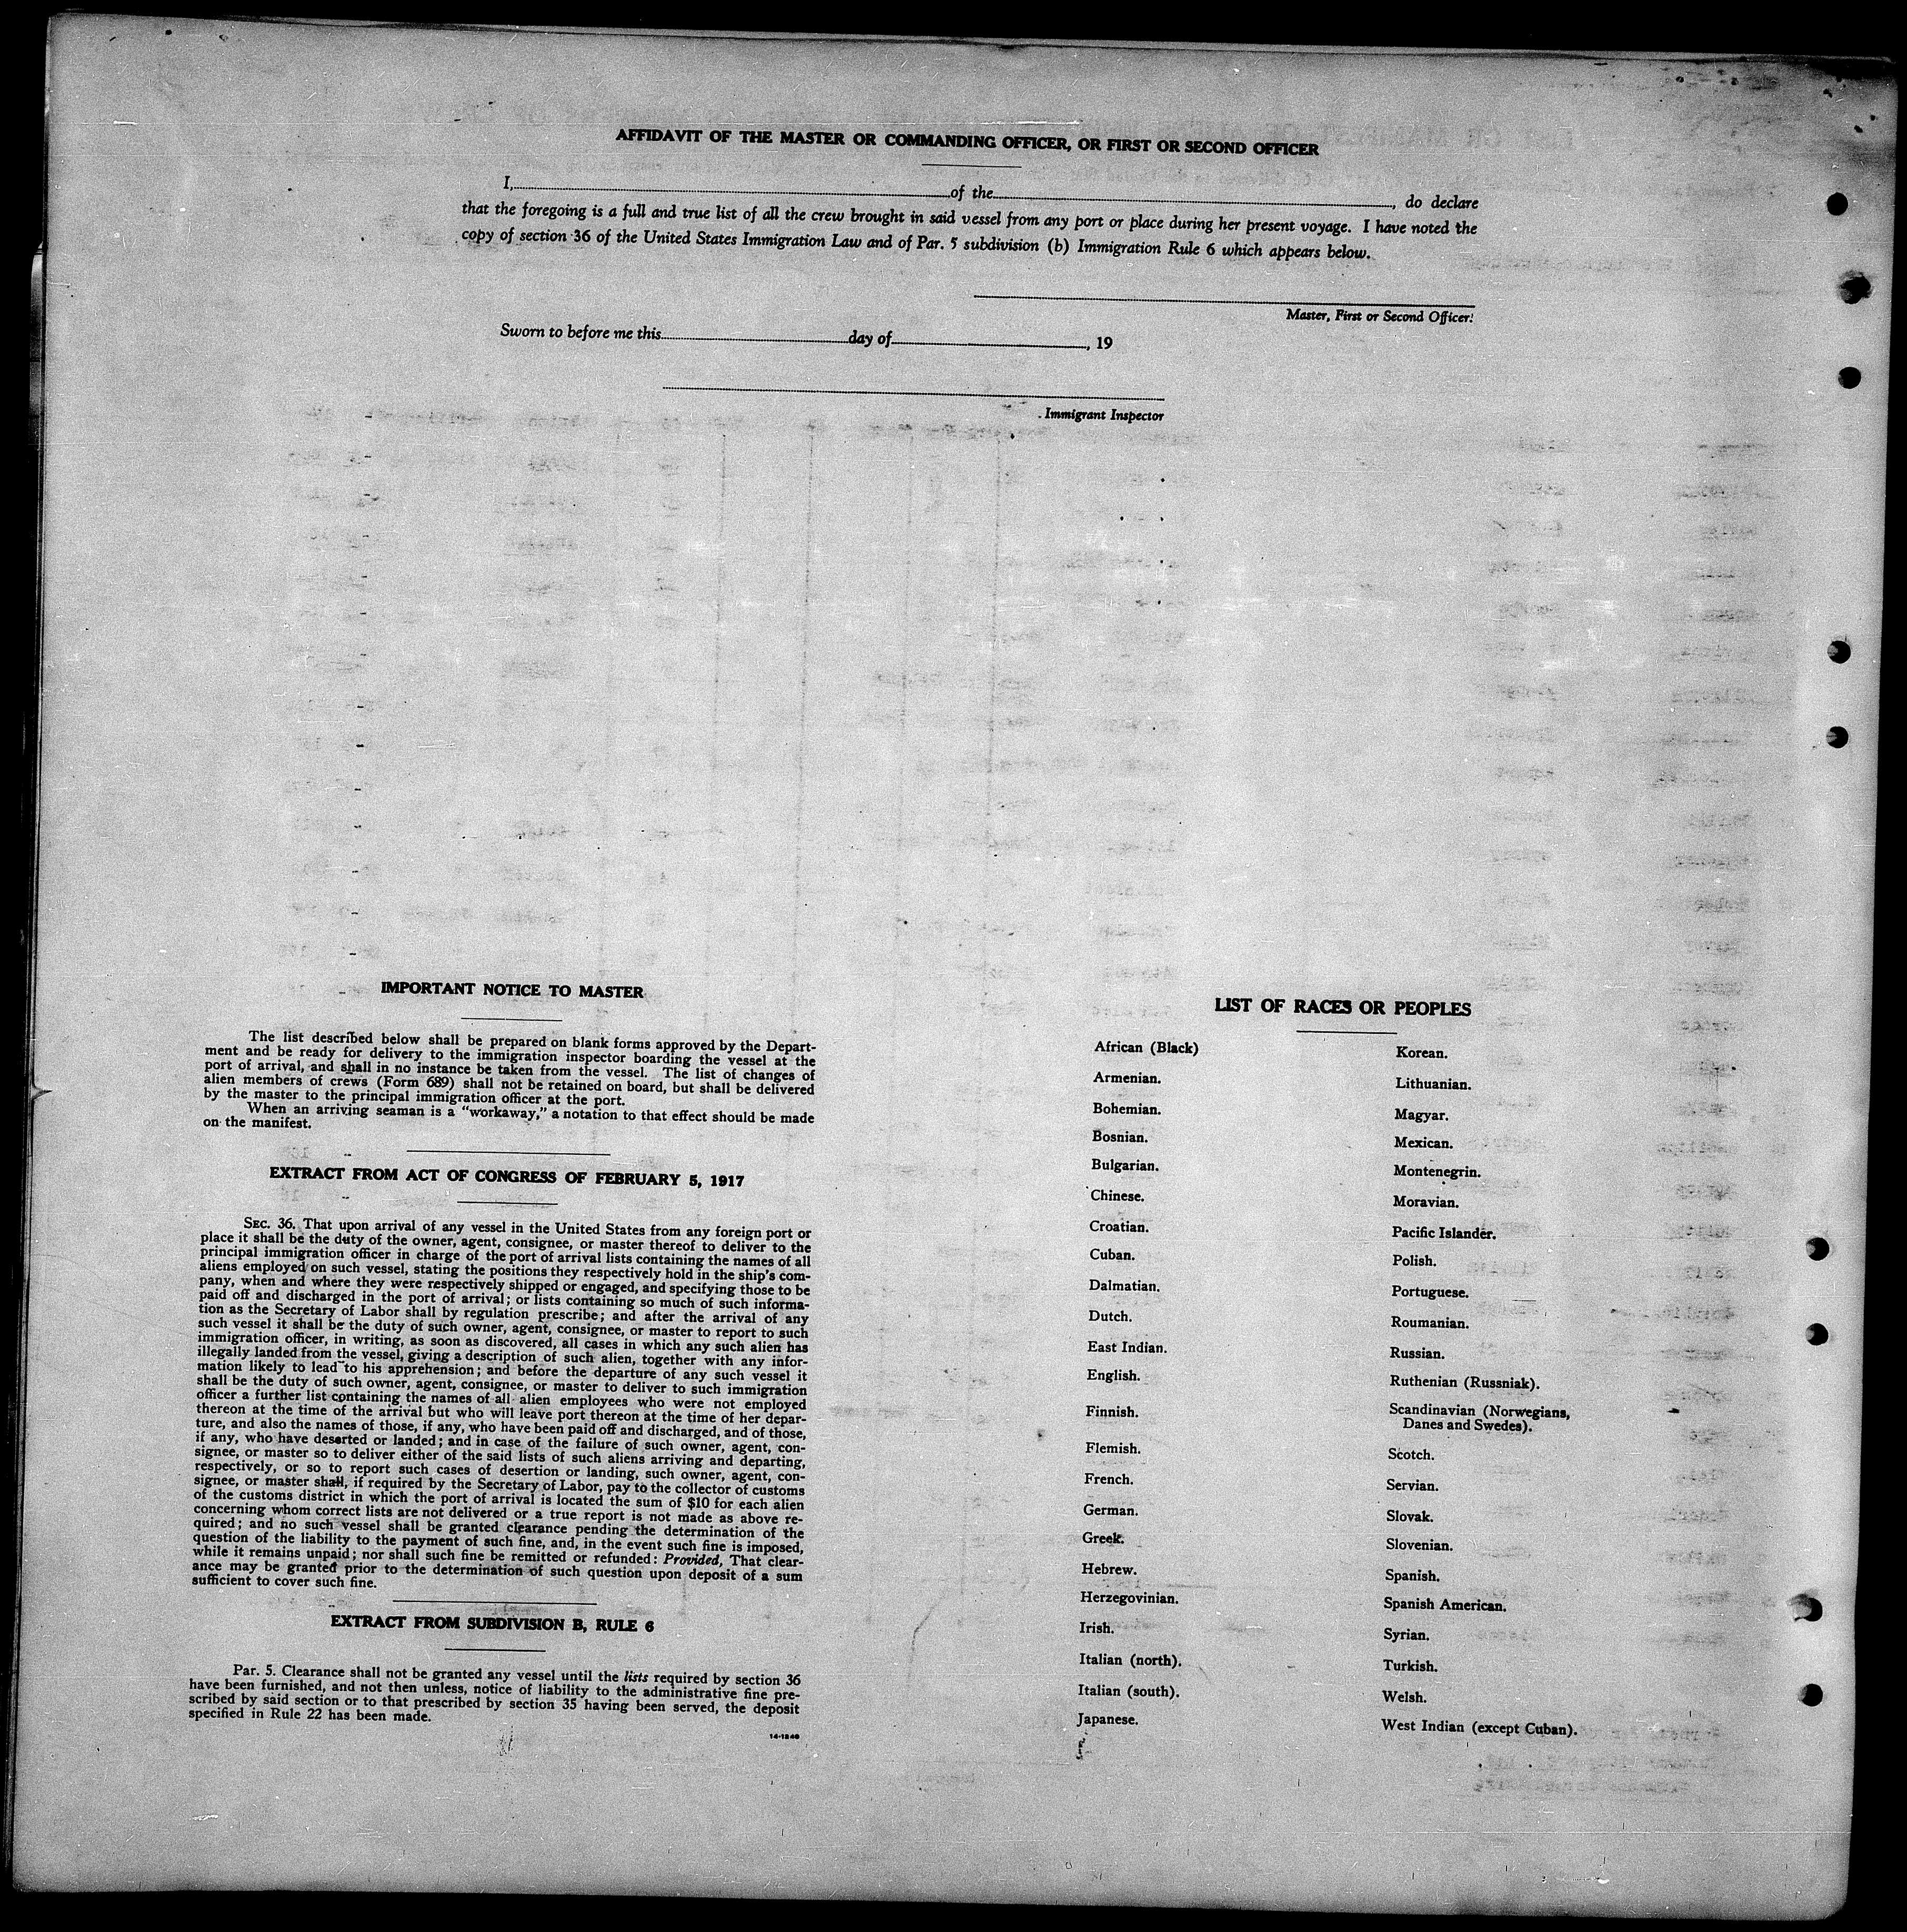 AFFIDAVIT OF THE MASTER OR COMMANDING OFFICER, OR FIRST OR SECOND OFFICER
I, of the , do declare
that the foregoing is a full and true list of all the crew brought in said vessel from any port or place during her present voyage. I have noted the
copy of section 36 of the United States Immigration Law and of Par. 5 subdivision (b) Immigration Rule 6 which appears below.
Master, First or Second Officer.
Sworn to before me this day of , 19
Immigrant Inspector
IMPORTANT NOTICE TO MASTER
The list described below shall be prepared on blank forms approved by the Depart-
ment and be ready for delivery to the immigration inspector boarding the vessel at the
port of arrival, and shall in no instance be taken from the vessel. The list of changes of
alien members of crews (Form 689) shall not be retained on board, but shall be delivered
by the master to the principal immigration officer at the port.
When an arriving seaman is a "workaway," a notation to that effect should be made
on the manifest.
EXTRACT FROM ACT OF CONGRESS OF FEBRUARY 5, 1917
SEC. 36. That upon arrival of any vessel in the United States from any foreign port or
place it shall be the duty of the owner, agent, consignee, or master thereof to deliver to the
principal immigration officer in charge of the port of arrival lists containing the names of all
aliens employed on such vessel, stating the positions they respectively hold in the ship's com-
pany, when and where they were respectively shipped or engaged, and specifying those to be
paid off and discharged in the port of arrival; or lists containing so much of such informa-
tion as the Secretary of Labor shall by regulation prescribe; and after the arrival of any
such vessel it shall be the duty of such owner, agent, consignee, or master to report to such
immigration officer, in writing, as soon as discovered, all cases in which any such alien has
illegally landed from the vessel, giving a description of such alien, together with any infor-
mation likely to lead to his apprehension; and before the departure of any such vessel it
shall be the duty of such owner, agent, consignee, or master to deliver to such immigration
officer a further list containing the names of all alien employees who were not employed
thereon at the time of the arrival but who will leave port thereon at the time of her depar-
ture, and also the names of those, if any, who have been paid off and discharged, and of those,
if any, who have deserted or landed; and in case of the failure of such owner, agent, con-
signee, or master so to deliver either of the said lists of such aliens arriving and departing,
respectively, or so to report such cases of desertion or landing, such owner, agent, con-
signee, or master shall, if required by the Secretary of Labor, pay to the collector of customs
of the customs district in which the port of arrival is located the sum of $10 for each alien
concerning whom correct lists are not delivered or a true report is not made as above re-
quired; and no such vessel shall be granted clearance pending the determination of the
question of the liability to the payment of such fine, and, in the event such fine is imposed,
while it remains unpaid; nor shall such fine be remitted or refunded: Provided, That clear-
ance may be granted prior to the determination of such question upon deposit of a sum
sufficient to cover such fine.
EXTRACT FROM SUBDIVISION B, RULE 6
Par. 5. Clearance shall not be granted any vessel until the lists required by section 36
have been furnished, and not then unless, notice of liability to the administrative fine pre-
scribed by said section or to that prescribed by section 35 having been served, the deposit
specified in Rule 22 has been made.
14-1246
LIST OF RACES OR PEOPLES
African (Black)
Armenian.
Bohemian.
Bosnian.
Bulgarian.
Chinese.
Croatian.
Cuban.
Dalmatian.
Dutch.
East Indian.
English.
Finnish.
Flemish.
French.
German.
Greek.
Hebrew.
Herzegovinian.
Irish.
Italian (north).
Italian (south).
Japanese.
Korean.
Lithuanian.
Magyar.
Mexican.
Montenegrin.
Moravian.
Pacific Islander.
Polish.
Portuguese.
Roumanian.
Russian.
Ruthenian (Russniak).
Scandinavian (Norwegians,
Danes and Swedes).
Scotch.
Servian.
Slovak.
Slovenian.
Spanish.
Spanish American.
Syrian.
Turkish.
Welsh.
West Indian (except Cuban).